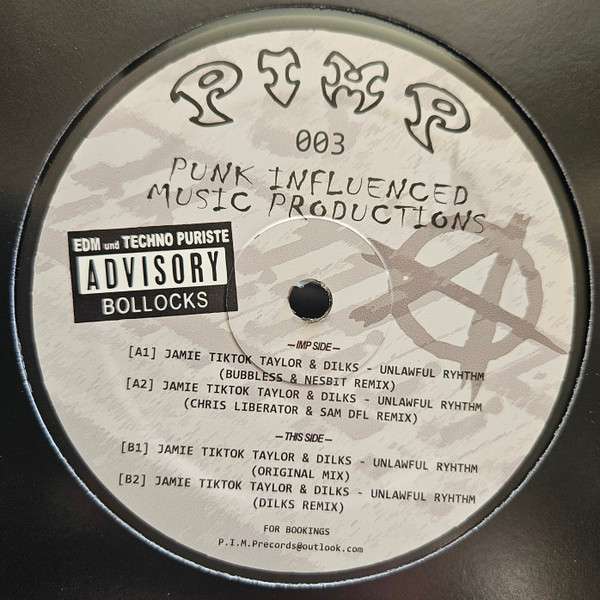 PIMP
003
PUNK INFLUENCED
MUSIC PRODUCTIONS
EDM und TECHNO PURISTE
ADVISORY
BOLLOCKS
—IMP SIDE—
[A1] JAMIE TIKTOK TAYLOR & DILKS - UNLAWFUL RYHTHM
(BUBBLESS & NESBIT REMIX)
[A2] JAMIE TIKTOK TAYLOR & DILKS - UNLAWFUL RYHTHM
(CHRIS LIBERATOR & SAM DFL REMIX)
—THIS SIDE—
[B1] JAMIE TIKTOK TAYLOR & DILKS - UNLAWFUL RYHTHM
(ORIGINAL MIX)
[B2] JAMIE TIKTOK TAYLOR & DILKS - UNLAWFUL RYHTHM
(DILKS REMIX)
FOR BOOKINGS
P.I.M.Precords@outlook.com